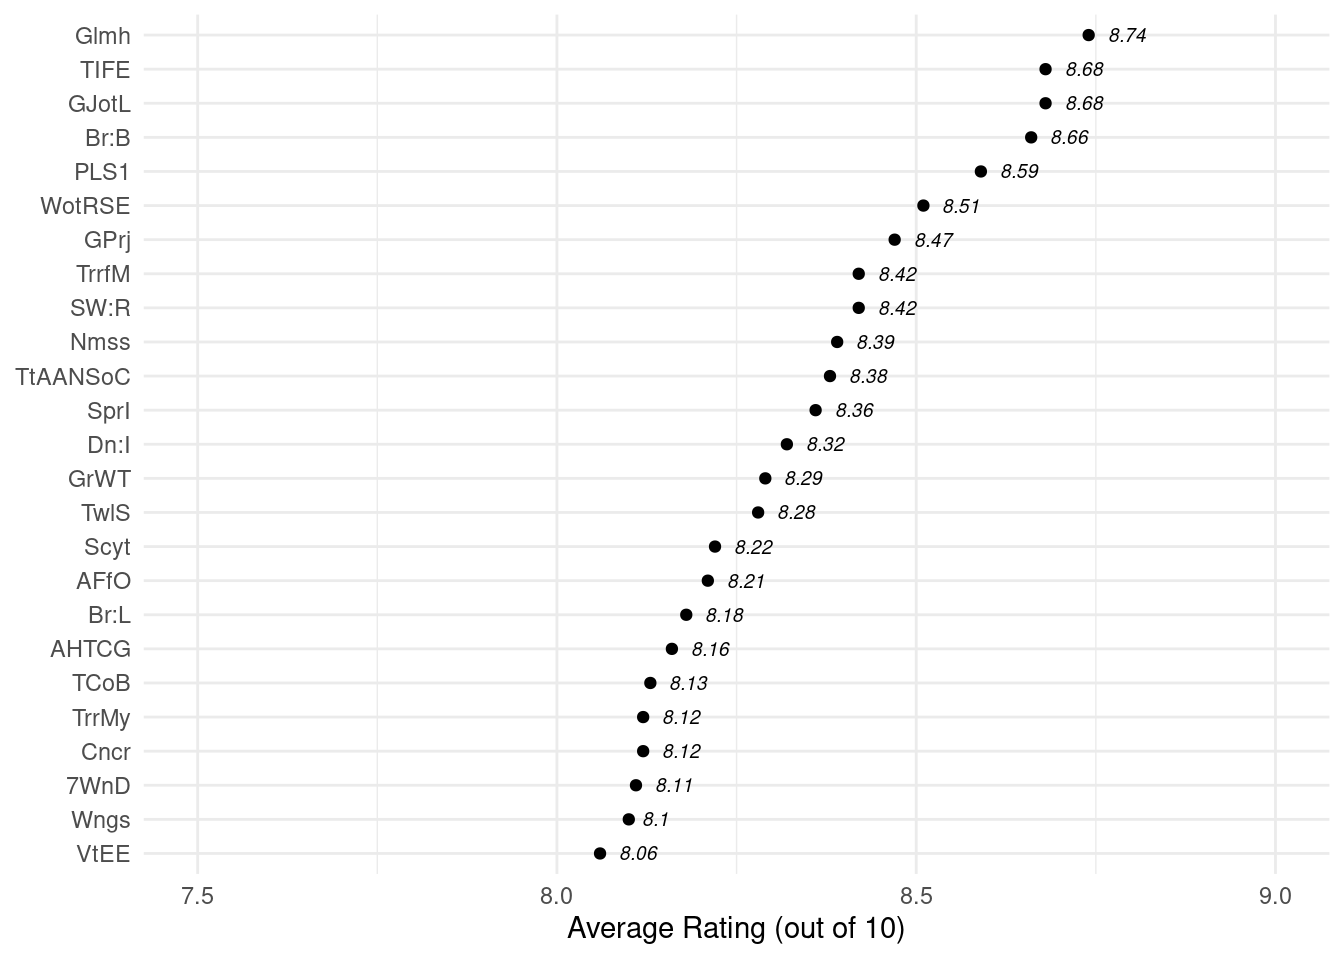 Glmh 8.74
TIFE 8.68
GJotL 8.68
Br:B 8.66
PLS1 8.59
WotRSE 8.51
GPrj 8.47
TrrfM 8.42
SW:R 8.42
Nmss 8.39
TtAANSoC 8.38
SprI 8.36
Dn:I 8.32
GrWT 8.29
TwlS 8.28
Scyt 8.22
AFfO 8.21
Br:L 8.18
AHTCG 8.16
TCoB 8.13
TrrMy 8.12
Cncr 8.12
7WnD 8.11
Wngs 8.1
VtEE 8.06
7.5 8.0 8.5 9.0
Average Rating (out of 10)